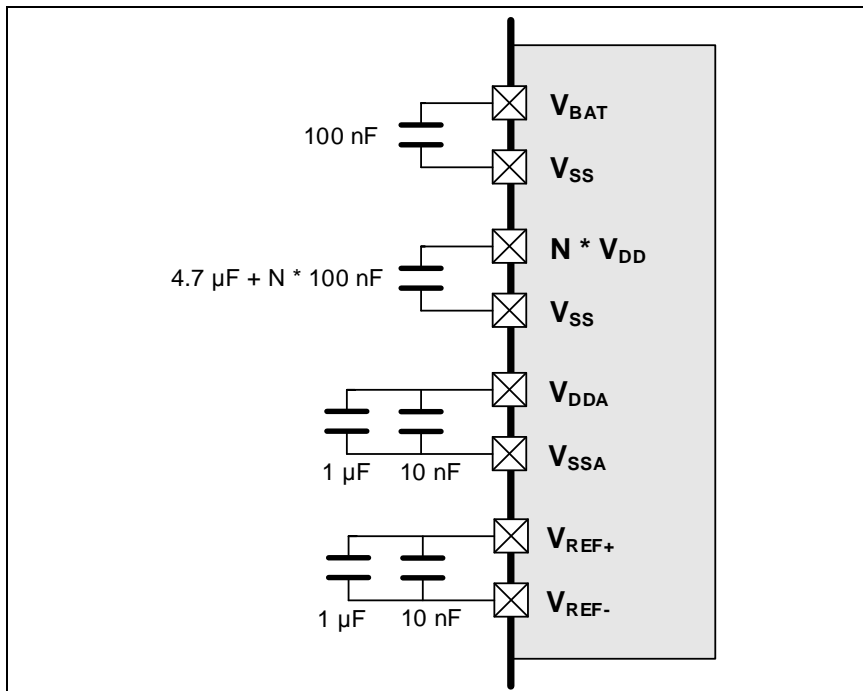 V_BAT
100 nF
V_SS
N * V_DD
4.7 µF + N * 100 nF
V_SS
V_DDA
V_SSA
1 µF 10 nF
V_REF+
V_REF-
1 µF 10 nF